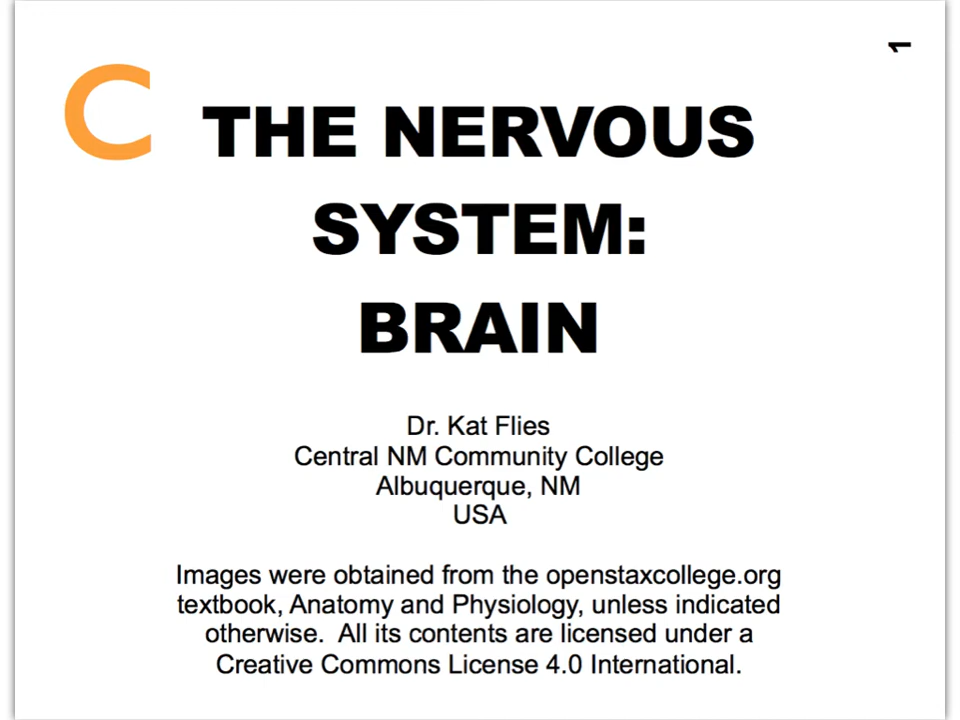 1
C
THE NERVOUS
SYSTEM:
BRAIN
Dr. Kat Flies
Central NM Community College
Albuquerque, NM
USA
Images were obtained from the openstaxcollege.org
textbook, Anatomy and Physiology, unless indicated
otherwise.  All its contents are licensed under a
Creative Commons License 4.0 International.